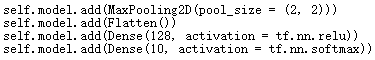 self.model.add(MaxPooling2D(pool_size = (2, 2)))
self.model.add(Flatten())
self.model.add(Dense(128, activation = tf.nn.relu))
self.model.add(Dense(10, activation = tf.nn.softmax))